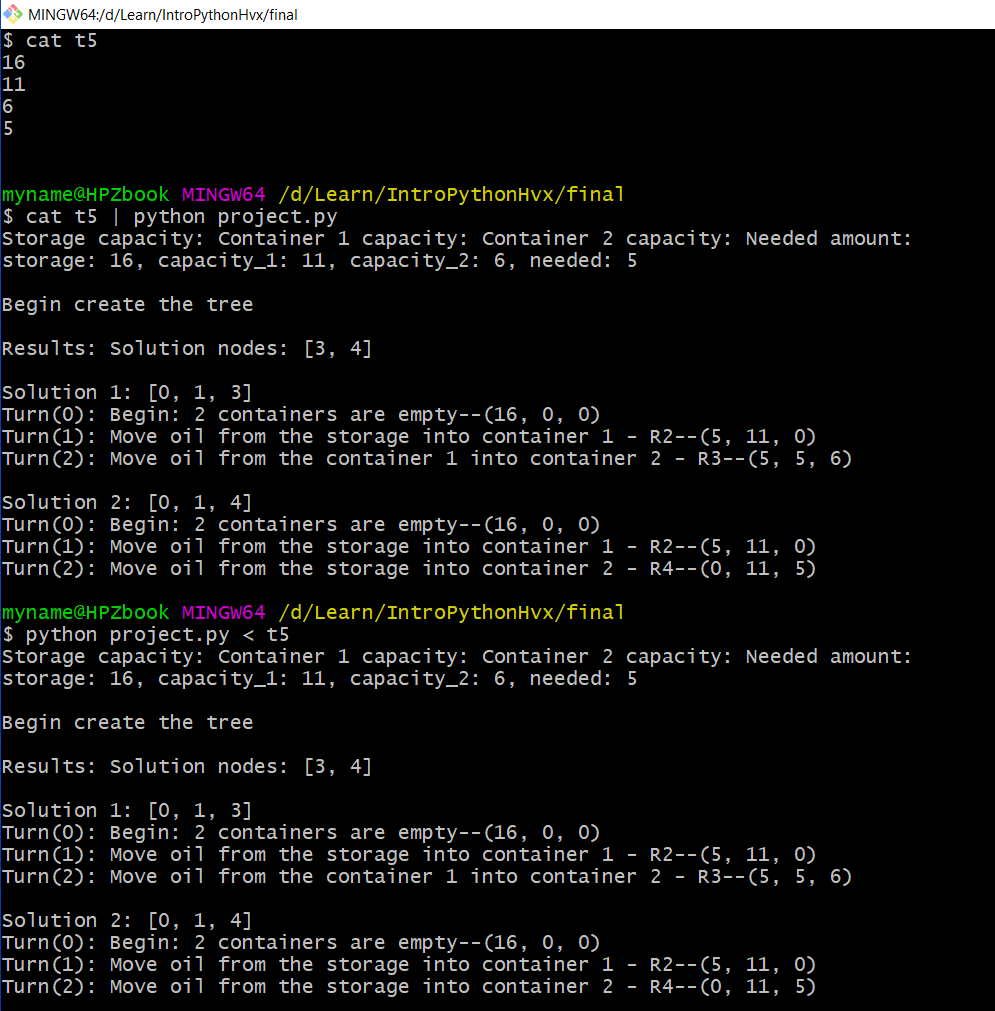 MINGW64:/d/Learn/IntroPythonHvx/final
$ cat t5
16
11
6
5
myname@HPZbook MINGW64 /d/Learn/IntroPythonHvx/final
$ cat t5 | python project.py
Storage capacity: Container 1 capacity: Container 2 capacity: Needed amount:
storage: 16, capacity_1: 11, capacity_2: 6, needed: 5
Begin create the tree
Results: Solution nodes: [3, 4]
Solution 1: [0, 1, 3]
Turn(0): Begin: 2 containers are empty--(16, 0, 0)
Turn(1): Move oil from the storage into container 1 - R2--(5, 11, 0)
Turn(2): Move oil from the container 1 into container 2 - R3--(5, 5, 6)
Solution 2: [0, 1, 4]
Turn(0): Begin: 2 containers are empty--(16, 0, 0)
Turn(1): Move oil from the storage into container 1 - R2--(5, 11, 0)
Turn(2): Move oil from the storage into container 2 - R4--(0, 11, 5)
myname@HPZbook MINGW64 /d/Learn/IntroPythonHvx/final
$ python project.py < t5
Storage capacity: Container 1 capacity: Container 2 capacity: Needed amount:
storage: 16, capacity_1: 11, capacity_2: 6, needed: 5
Begin create the tree
Results: Solution nodes: [3, 4]
Solution 1: [0, 1, 3]
Turn(0): Begin: 2 containers are empty--(16, 0, 0)
Turn(1): Move oil from the storage into container 1 - R2--(5, 11, 0)
Turn(2): Move oil from the container 1 into container 2 - R3--(5, 5, 6)
Solution 2: [0, 1, 4]
Turn(0): Begin: 2 containers are empty--(16, 0, 0)
Turn(1): Move oil from the storage into container 1 - R2--(5, 11, 0)
Turn(2): Move oil from the storage into container 2 - R4--(0, 11, 5)